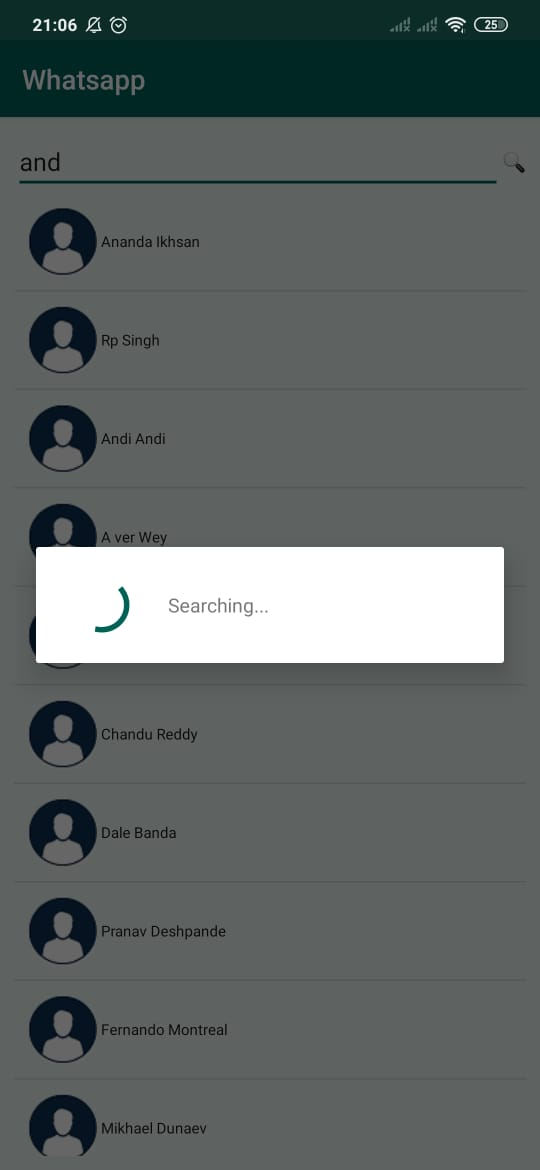 21:06
25
Whatsapp
and
Ananda Ikhsan
Rp Singh
Andi Andi
A ver Wey
Searching...
Chandu Reddy
Dale Banda
Pranav Deshpande
Fernando Montreal
Mikhael Dunaev